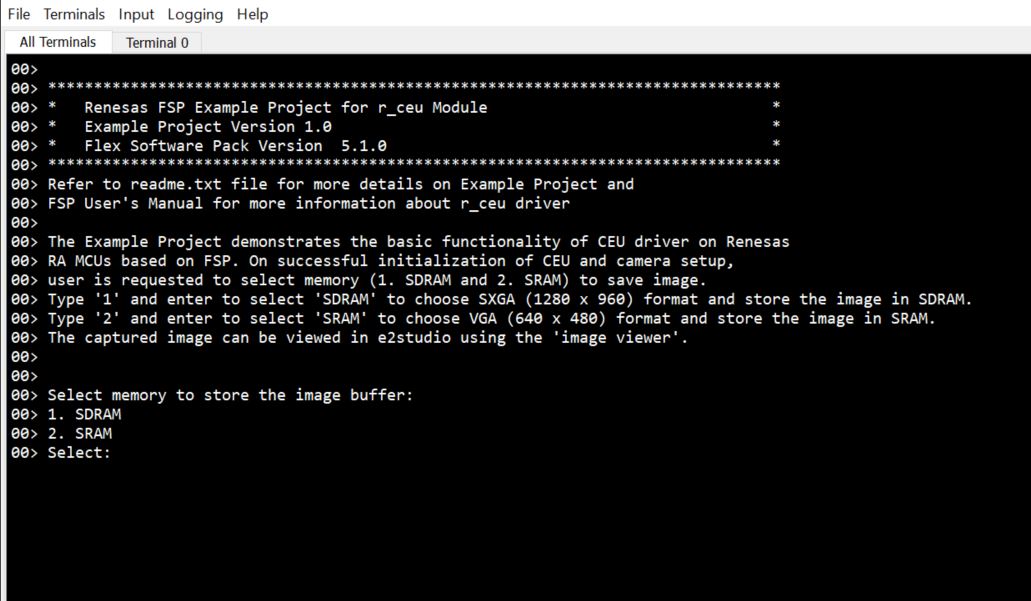 File Terminals Input Logging Help
All Terminals Terminal 0
00>
00> ********************************************************************************
00> *   Renesas FSP Example Project for r_ceu Module                               *
00> *   Example Project Version 1.0                                                *
00> *   Flex Software Pack Version  5.1.0                                          *
00> ********************************************************************************
00> Refer to readme.txt file for more details on Example Project and
00> FSP User's Manual for more information about r_ceu driver
00>
00> The Example Project demonstrates the basic functionality of CEU driver on Renesas
00> RA MCUs based on FSP. On successful initialization of CEU and camera setup,
00> user is requested to select memory (1. SDRAM and 2. SRAM) to save image.
00> Type '1' and enter to select 'SDRAM' to choose SXGA (1280 x 960) format and store the image in SDRAM.
00> Type '2' and enter to select 'SRAM' to choose VGA (640 x 480) format and store the image in SRAM.
00> The captured image can be viewed in e2studio using the 'image viewer'.
00>
00>
00> Select memory to store the image buffer:
00> 1. SDRAM
00> 2. SRAM
00> Select: